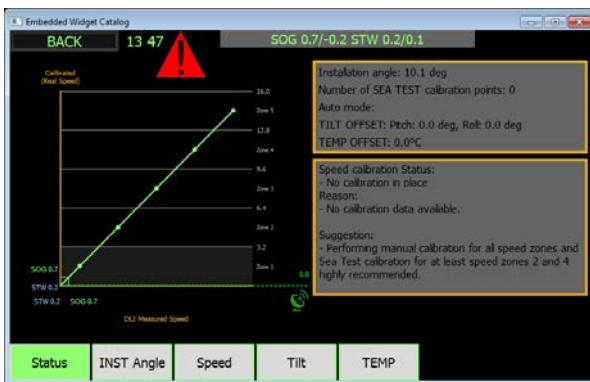 Embedded Widget Catalog
BACK
13 47
SOG 0.7/-0.2 STW 0.2/0.1
Calibrated
(Real Speed)
16.0
Zone 5
12.8
Zone 4
9.6
Zone 3
6.4
Zone 2
3.2
Zone 1
0.0
SOG 0.7
STW 0.2
STW 0.2 SOG 0.7
DL2 Measured Speed
Installation angle: 10.1 deg
Number of SEA TEST calibration points: 0
Auto mode:
TILT OFFSET: Pitch: 0.0 deg, Roll: 0.0 deg
TEMP OFFSET: 0.0°C
Speed calibration Status:
- No calibration in place
Reason:
- No calibration data available.
Suggestion:
- Performing manual calibration for all speed zones and
Sea Test calibration for at least speed zones 2 and 4
highly recommended.
Status
INST Angle
Speed
Tilt
TEMP